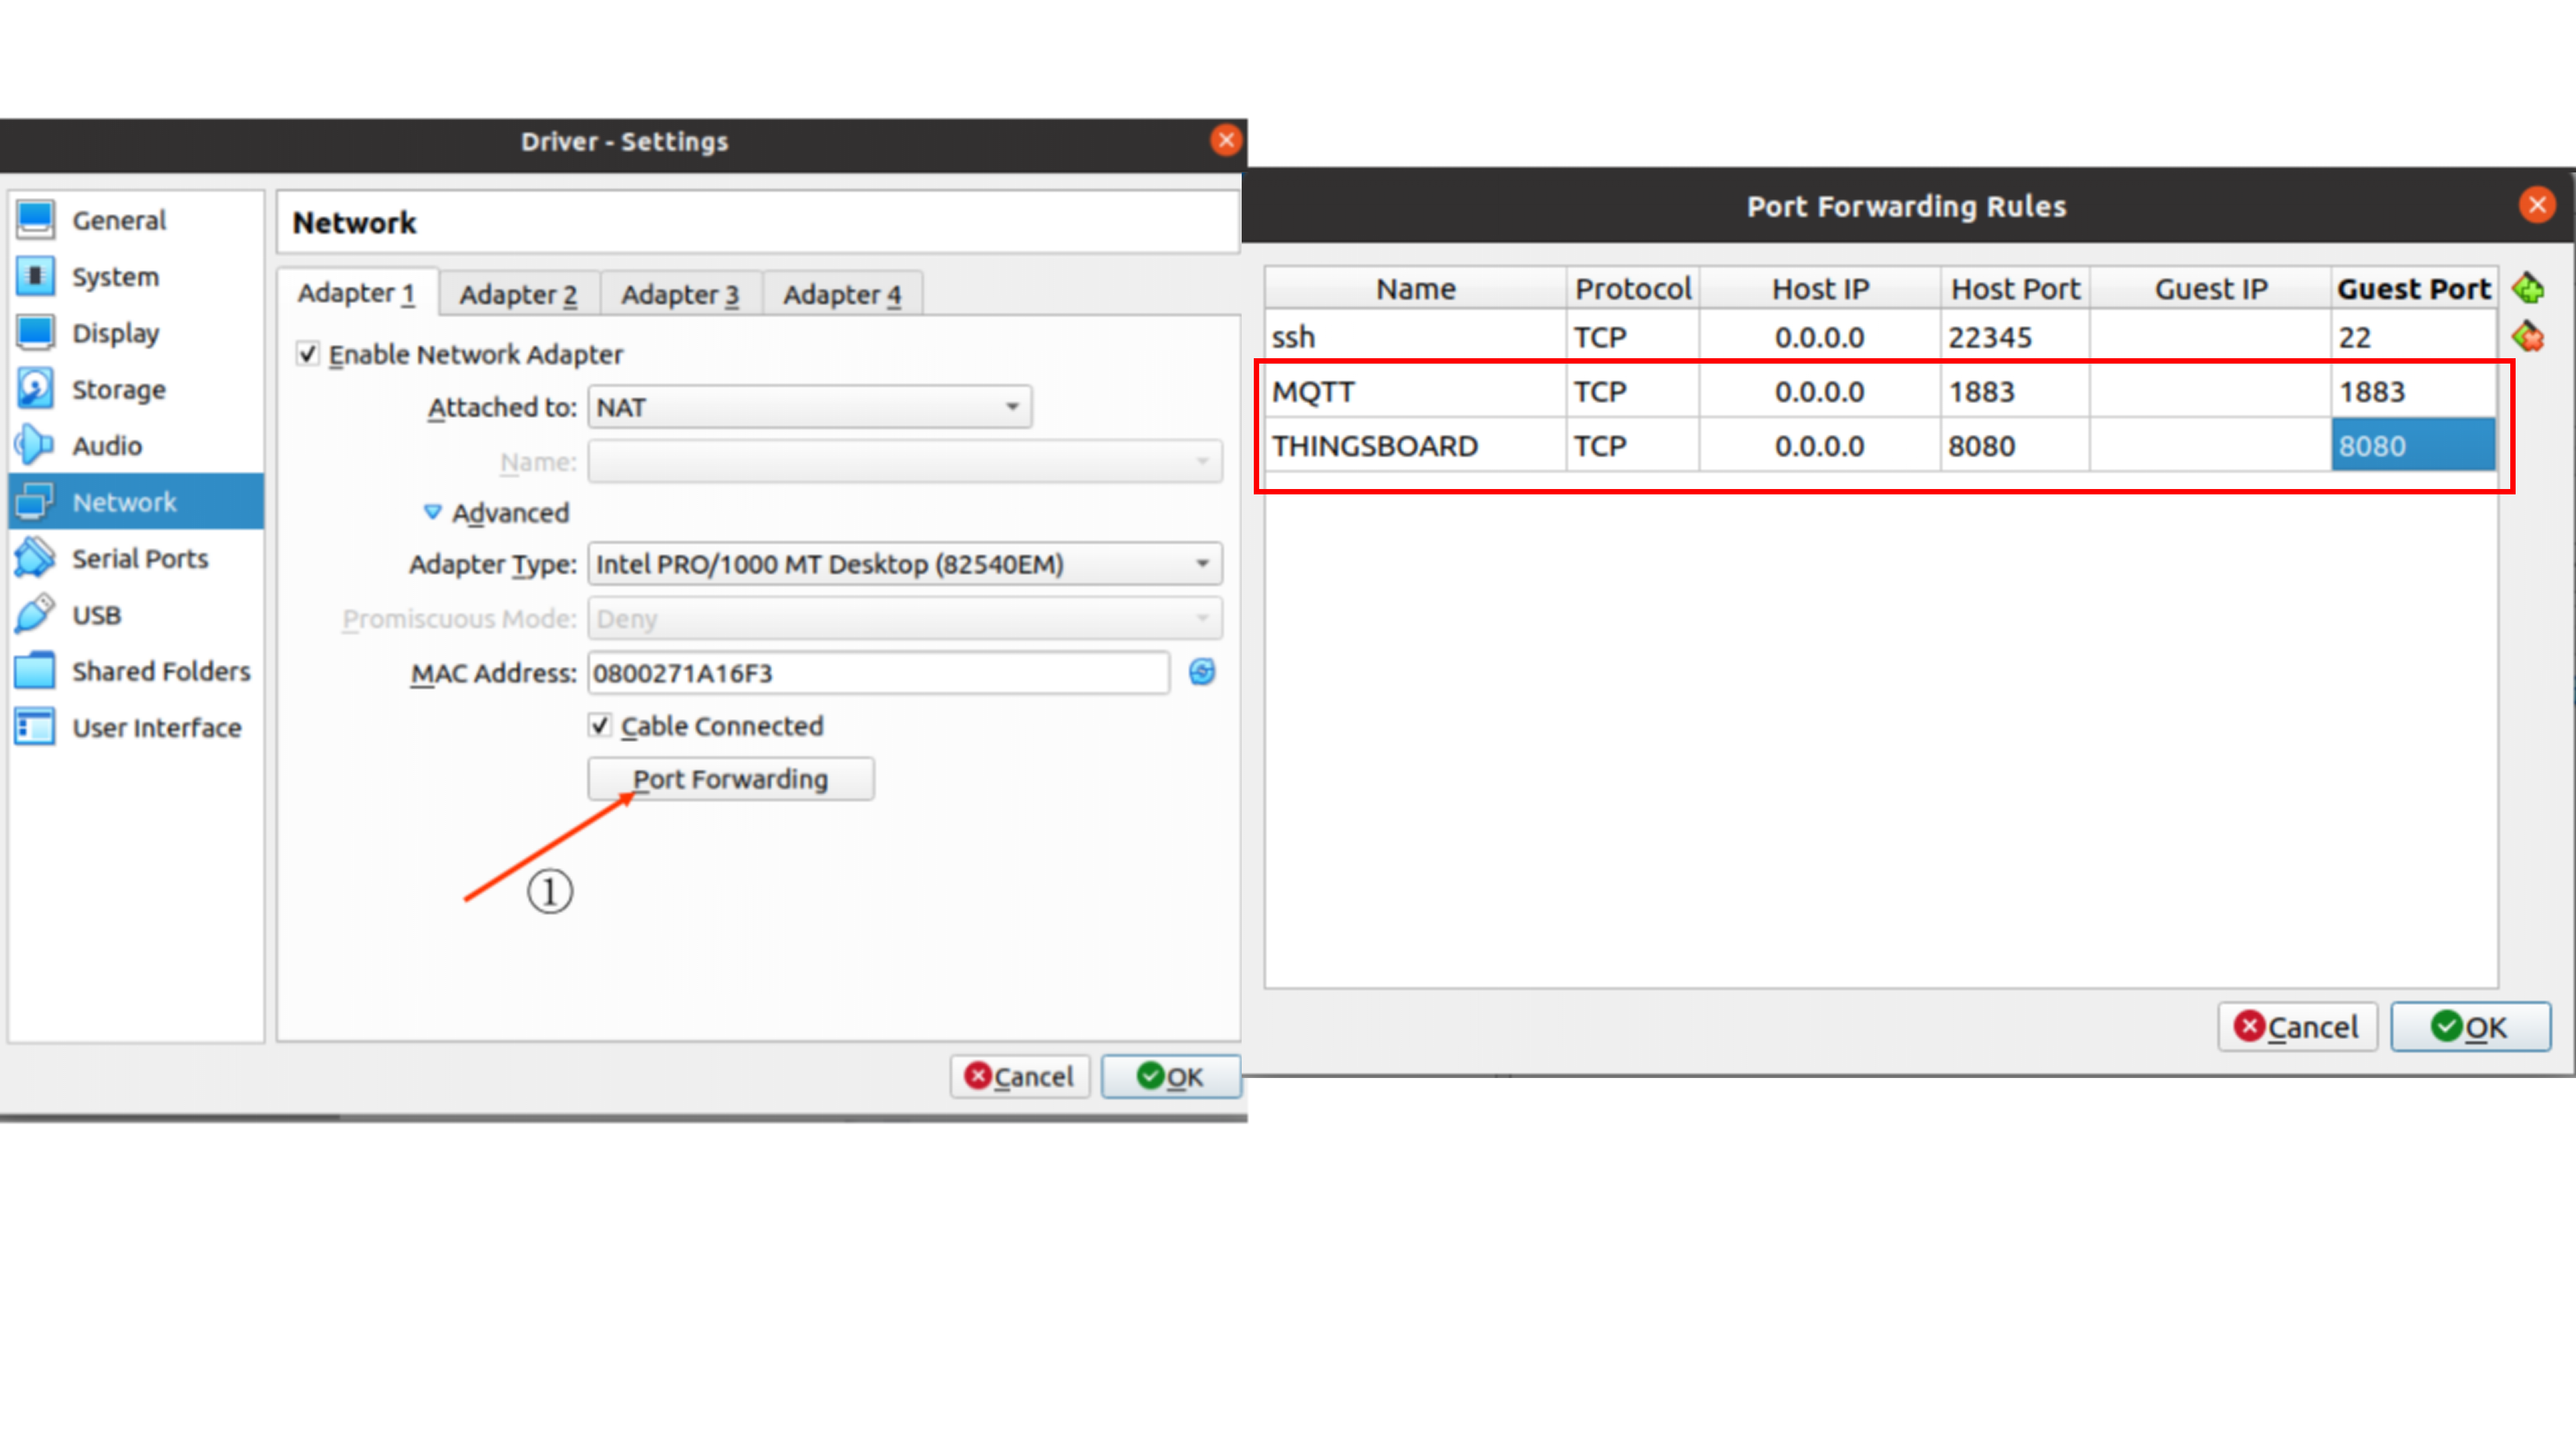 Driver - Settings
General
System
Display
Storage
Audio
Network
Serial Ports
USB
Shared Folders
User Interface
Network
Adapter 1 Adapter 2 Adapter 3 Adapter 4
Enable Network Adapter
Attached to: NAT
Name:
Advanced
Adapter Type: Intel PRO/1000 MT Desktop (82540EM)
Promiscuous Mode: Deny
MAC Address: 0800271A16F3
Cable Connected
Port Forwarding
①
Cancel OK
Port Forwarding Rules
Name Protocol Host IP Host Port Guest IP Guest Port
ssh TCP 0.0.0.0 22345 22
MQTT TCP 0.0.0.0 1883 1883
THINGSBOARD TCP 0.0.0.0 8080 8080
Cancel OK